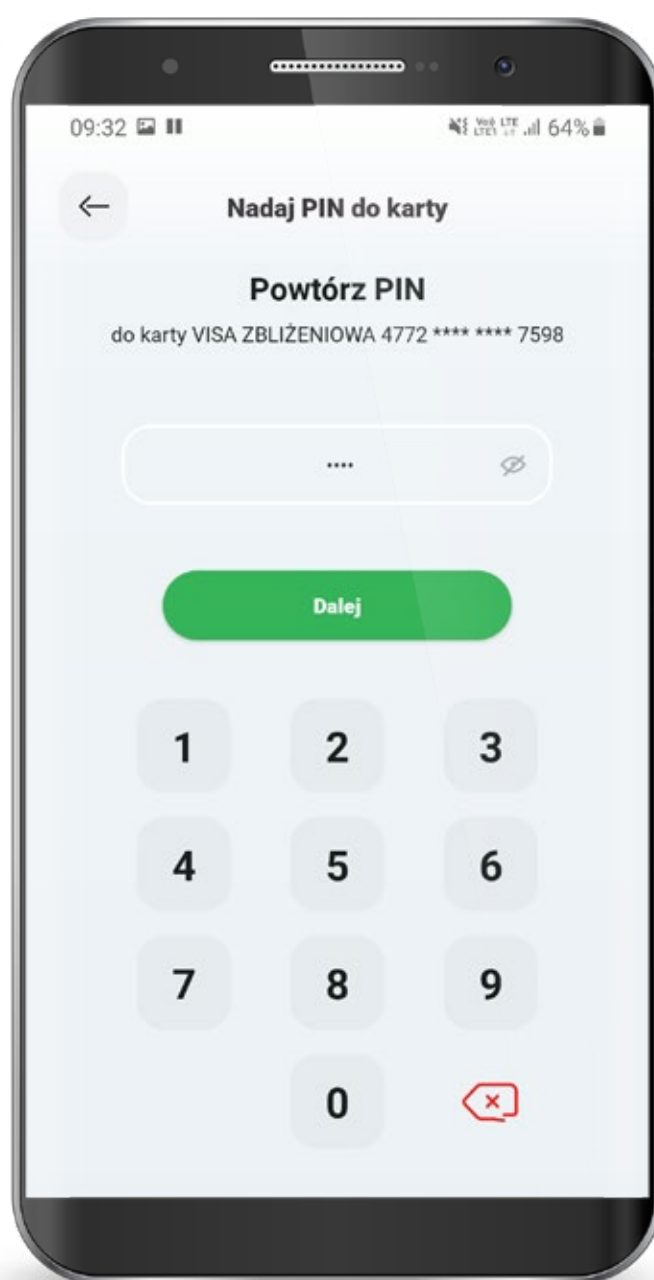 09:32 64%
Nadaj PIN do karty
Powtórz PIN
do karty VISA ZBLIŻENIOWA 4772 **** **** 7598
••••
Dalej
1 2 3
4 5 6
7 8 9
0